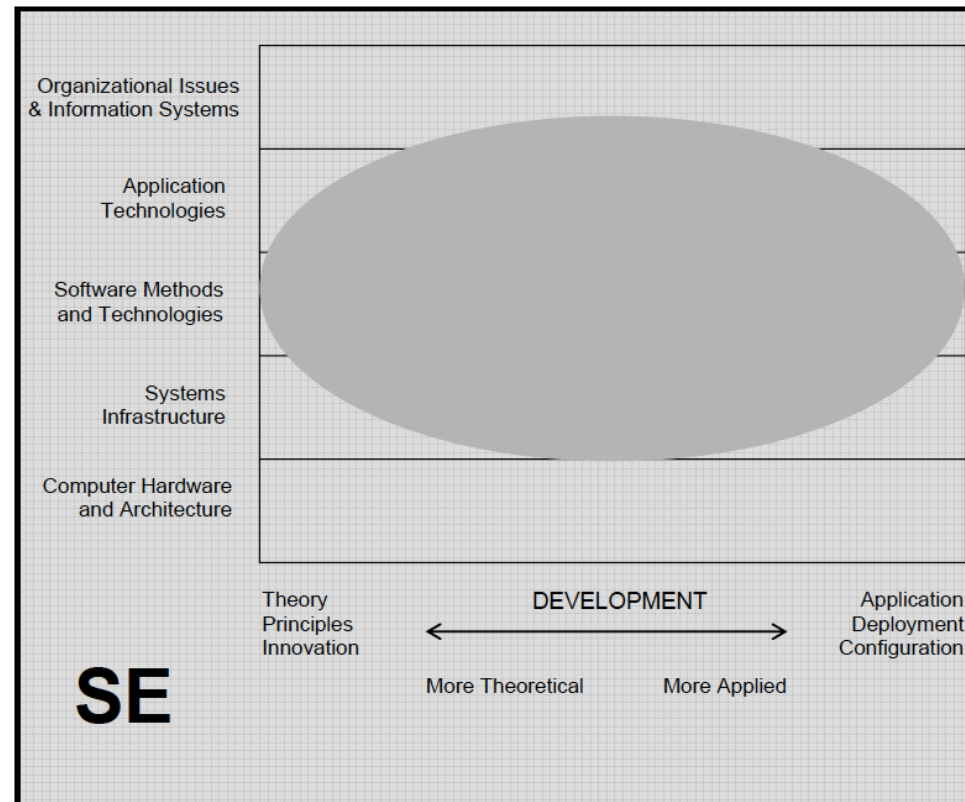 Organizational Issues
& Information Systems
Application
Technologies
Software Methods
and Technologies
Systems
Infrastructure
Computer Hardware
and Architecture
Theory
Principles
Innovation
DEVELOPMENT
Application
Deployment
Configuration
More Theoretical
More Applied
SE